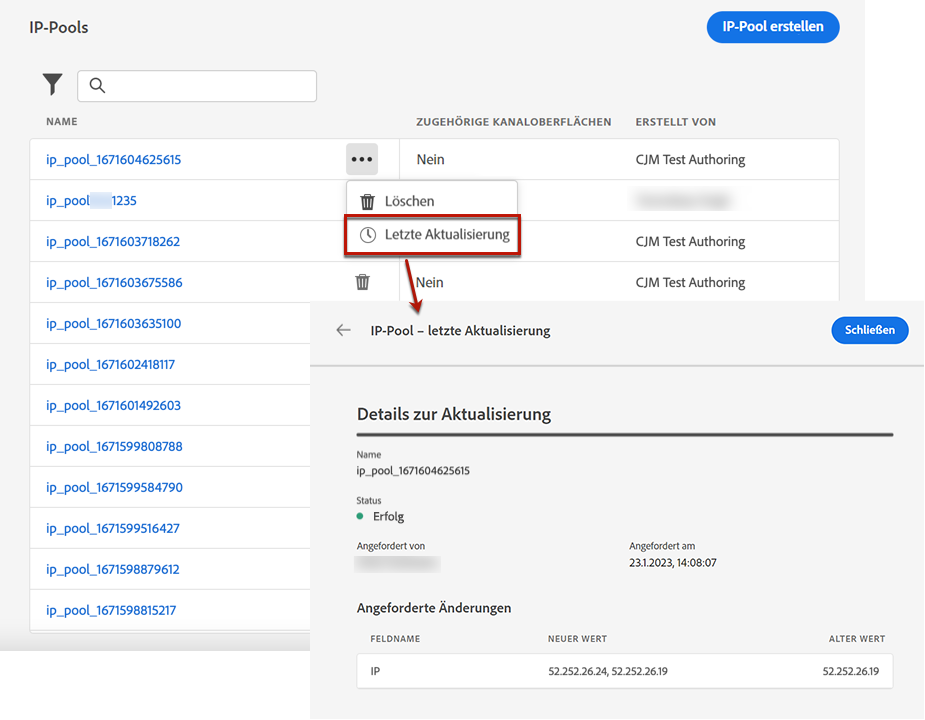 IP-Pools
IP-Pool erstellen
NAME ZUGEHÖRIGE KANALOBERFLÄCHEN ERSTELLT VON
ip_pool_1671604625615 ••• Nein CJM Test Authoring
ip_pool 1235
Löschen
ip_pool_1671603718262 CJM Test Authoring
Letzte Aktualisierung
ip_pool_1671603675586 Nein CJM Test Authoring
ip_pool_1671603635100
ip_pool_1671602418117
ip_pool_1671601492603
ip_pool_1671599808788
ip_pool_1671599584790
ip_pool_1671599516427
ip_pool_1671598879612
ip_pool_1671598815217
IP-Pool – letzte Aktualisierung
Schließen
Details zur Aktualisierung
Name
ip_pool_1671604625615
Status
Erfolg
Angefordert von Angefordert am
23.1.2023, 14:08:07
Angeforderte Änderungen
FELDNAME NEUER WERT ALTER WERT
IP 52.252.26.24, 52.252.26.19 52.252.26.19